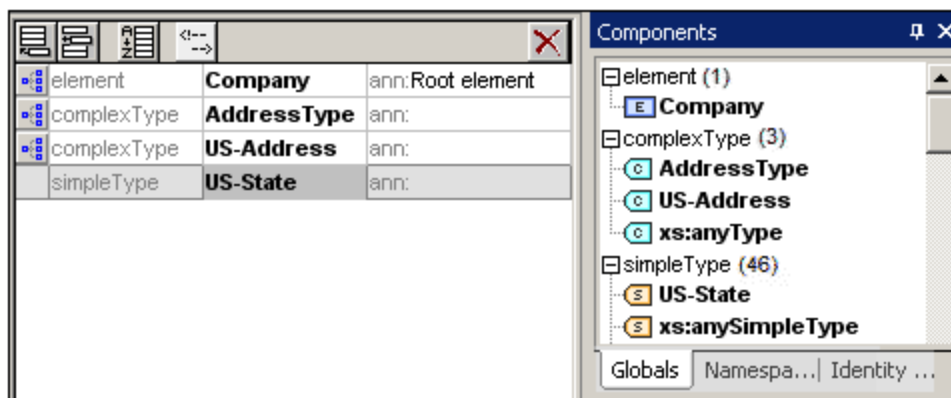 element Company ann:Root element
complexType AddressType ann:
complexType US-Address ann:
simpleType US-State ann:
Components
element (1)
E Company
complexType (3)
C AddressType
C US-Address
C xs:anyType
simpleType (46)
S US-State
S xs:anySimpleType
Globals Namespa... Identity ...